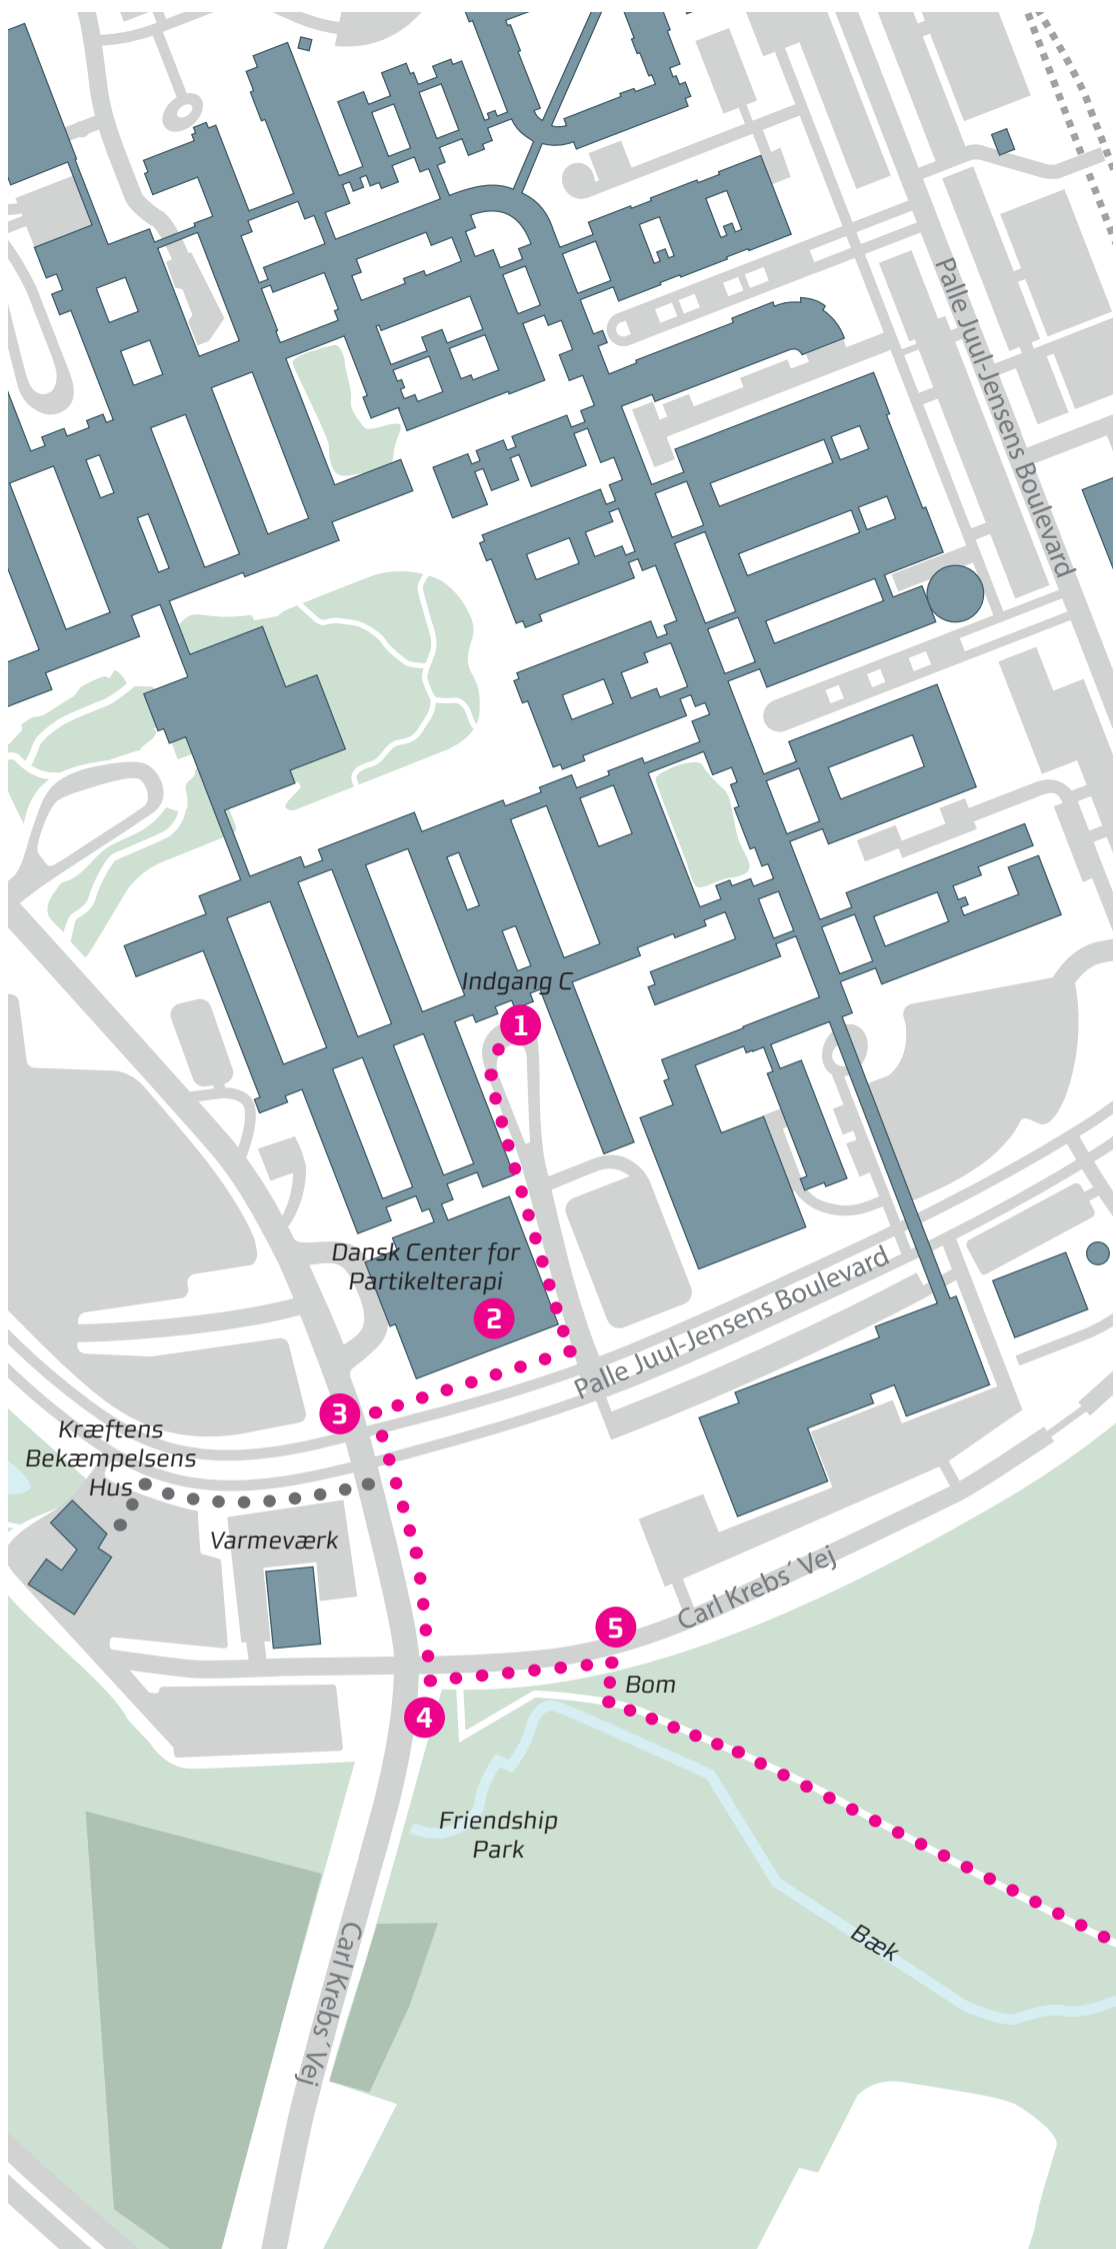 Palle Juul-Jensens Boulevard
Indgang C
1
Dansk Center for
Partikelterapi
2
Palle Juul-Jensens Boulevard
3
Kræftens
Bekæmpelsens
Hus
Varmeværk
Carl Krebs´ Vej
5
Bom
4
Friendship
Park
Bæk
Carl Krebs´ Vej